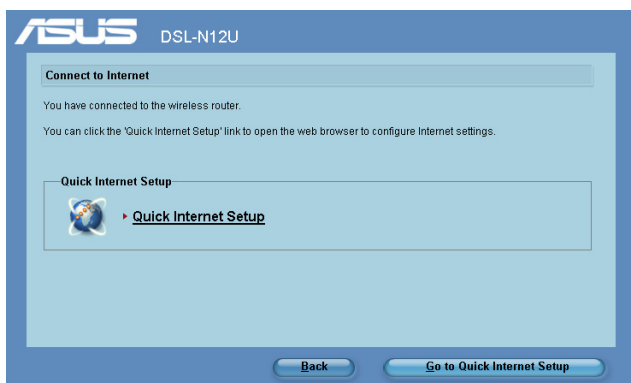 ASUS DSL-N12U
Connect to Internet
You have connected to the wireless router.
You can click the 'Quick Internet Setup' link to open the web browser to configure Internet settings.
Quick Internet Setup
Quick Internet Setup
Back Go to Quick Internet Setup